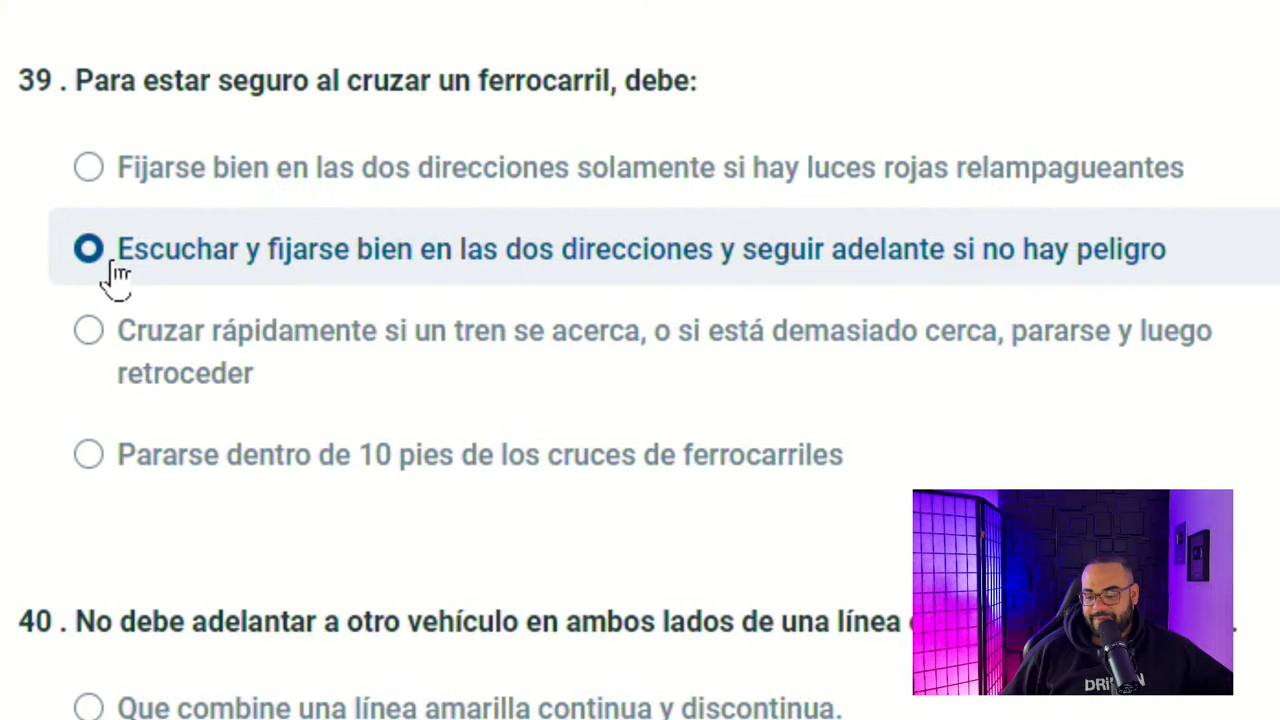 39 . Para estar seguro al cruzar un ferrocarril, debe:
Fijarse bien en las dos direcciones solamente si hay luces rojas relampagueantes
Escuchar y fijarse bien en las dos direcciones y seguir adelante si no hay peligro
Cruzar rápidamente si un tren se acerca, o si está demasiado cerca, pararse y luego
retroceder
Pararse dentro de 10 pies de los cruces de ferrocarriles
40 . No debe adelantar a otro vehículo en ambos lados de una línea
Que combine una línea amarilla continua y discontinua.